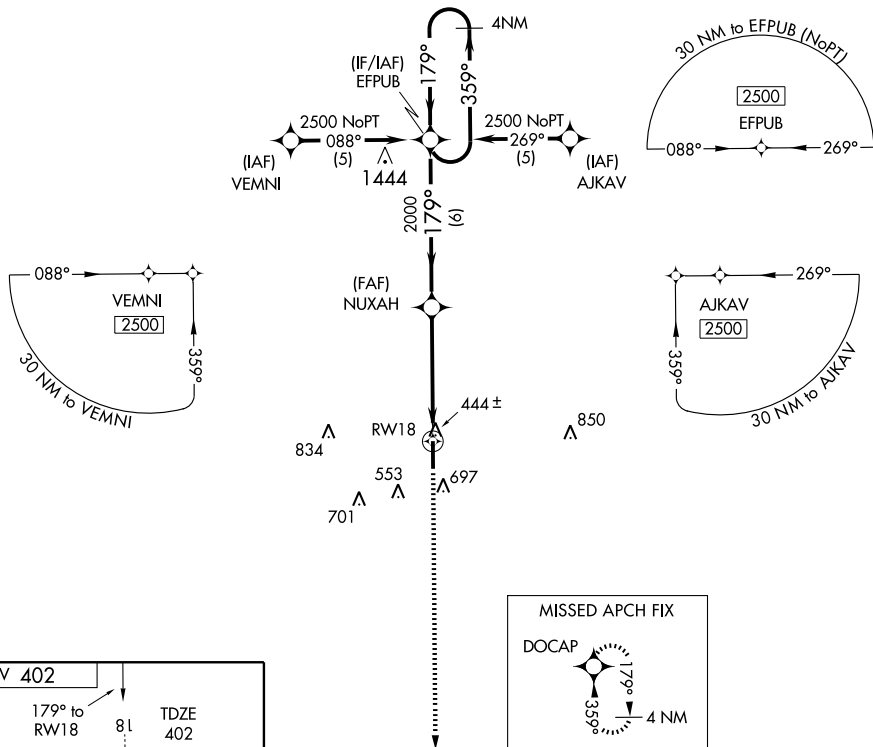 4NM
179°
359°
(IF/IAF)
EFPUB
2500 NoPT
088°
(5)
(IAF)
VEMNI
1444
2500 NoPT
269°
(5)
(IAF)
AJKAV
30 NM to EFPUB (NoPT)
2500
EFPUB
088°
269°
2000
179°
(6)
088°
VEMNI
2500
359°
30 NM to VEMNI
(FAF)
NUXAH
269°
AJKAV
2500
359°
30 NM to AJKAV
444 ±
RW18
834
850
553
697
701
MISSED APCH FIX
DOCAP
179°
359°
4 NM
402
179° to
RW18
18
TDZE
402